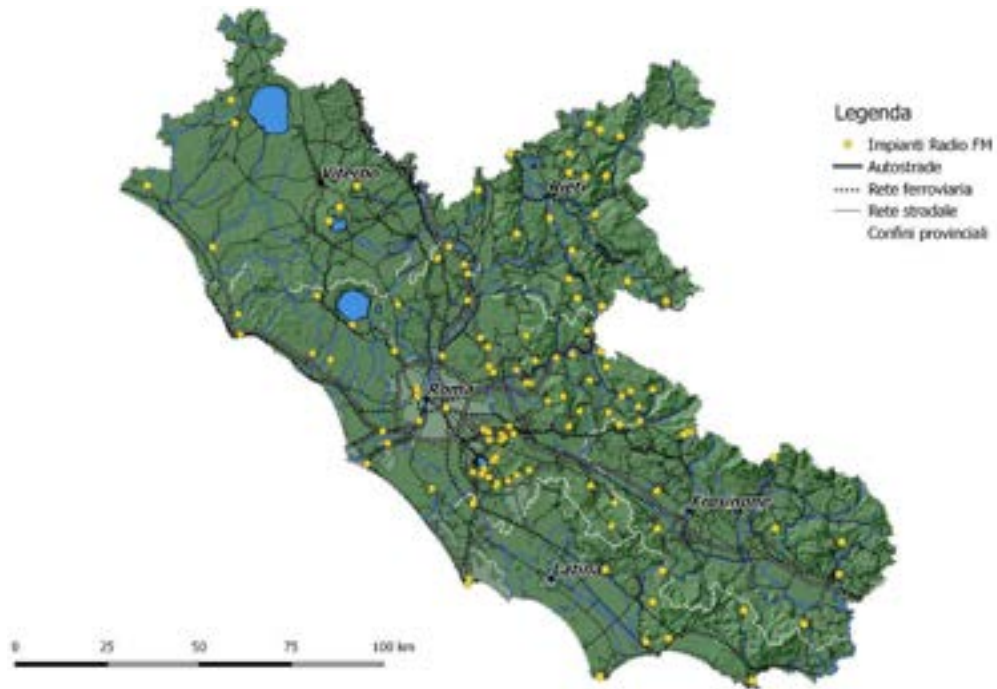 Legenda
Impianti Radio FM
Autostrade
Rete ferroviaria
Rete stradale
Confini provinciali
Viterbo
Rieti
Roma
Frosinone
Latina
0 25 50 75 100 km